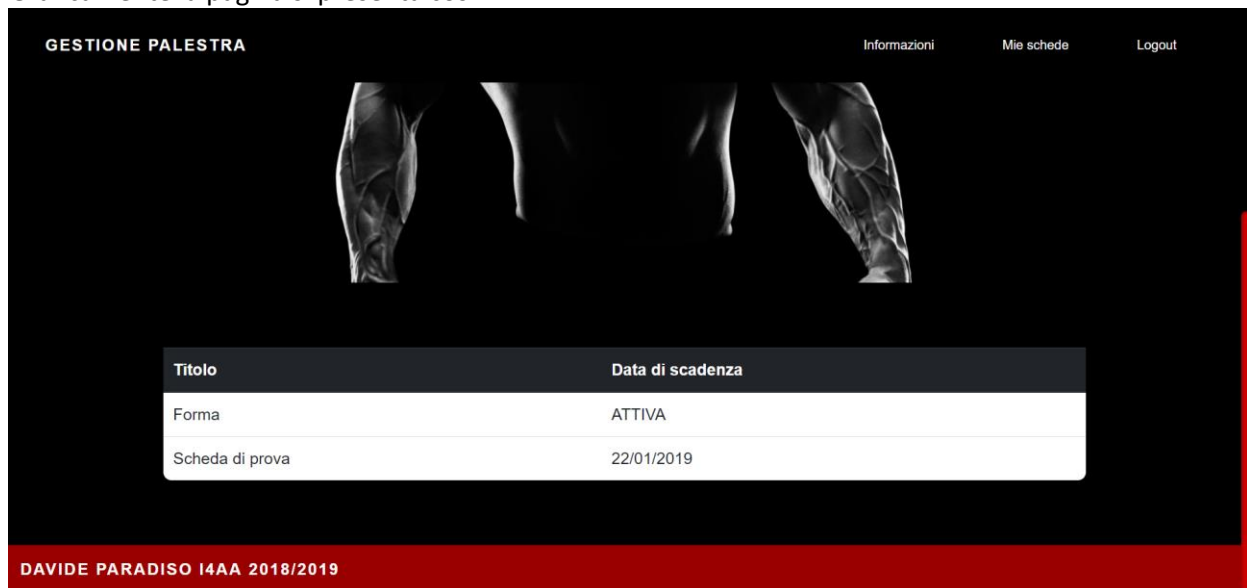 GESTIONE PALESTRA Informazioni Mie schede Logout
Titolo Data di scadenza
Forma ATTIVA
Scheda di prova 22/01/2019
DAVIDE PARADISO I4AA 2018/2019